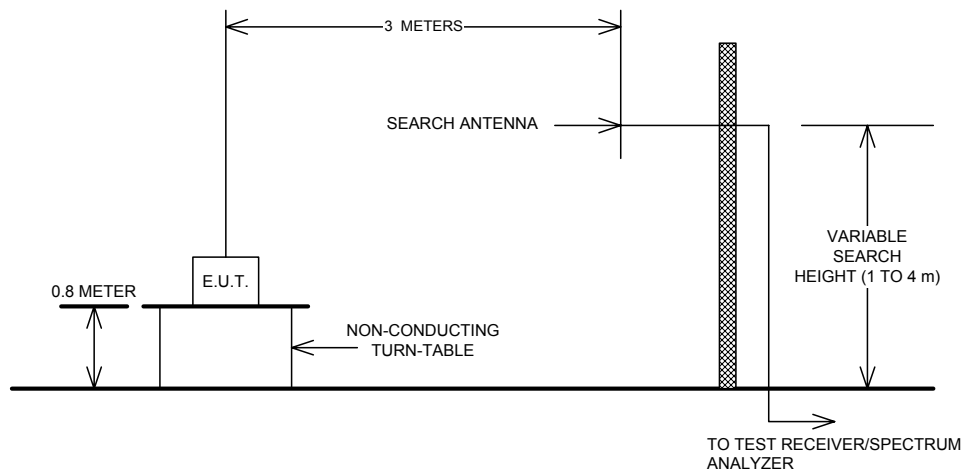 3 METERS
SEARCH ANTENNA
VARIABLE
SEARCH
HEIGHT (1 TO 4 m)
E.U.T.
0.8 METER
NON-CONDUCTING
TURN-TABLE
TO TEST RECEIVER/SPECTRUM
ANALYZER